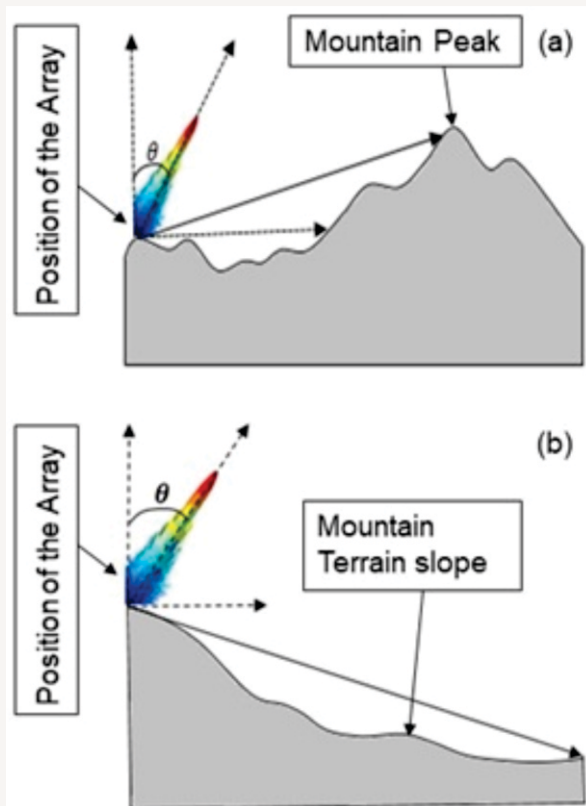 Mountain Peak
(a)
θ
Position of the Array
(b)
θ
Mountain
Terrain slope
Position of the Array